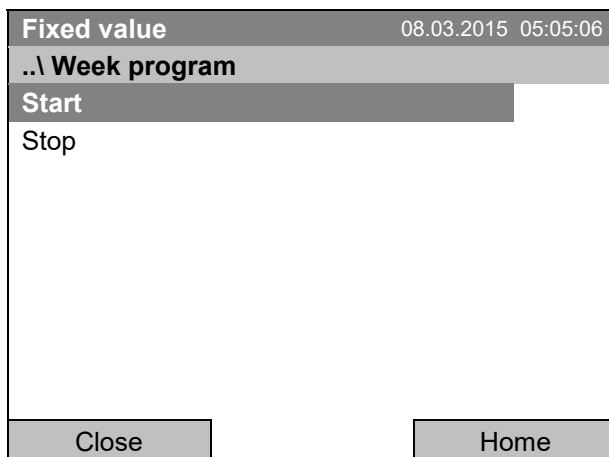 Fixed value 08.03.2015 05:05:06
..\ Week program
Start
Stop
Close Home